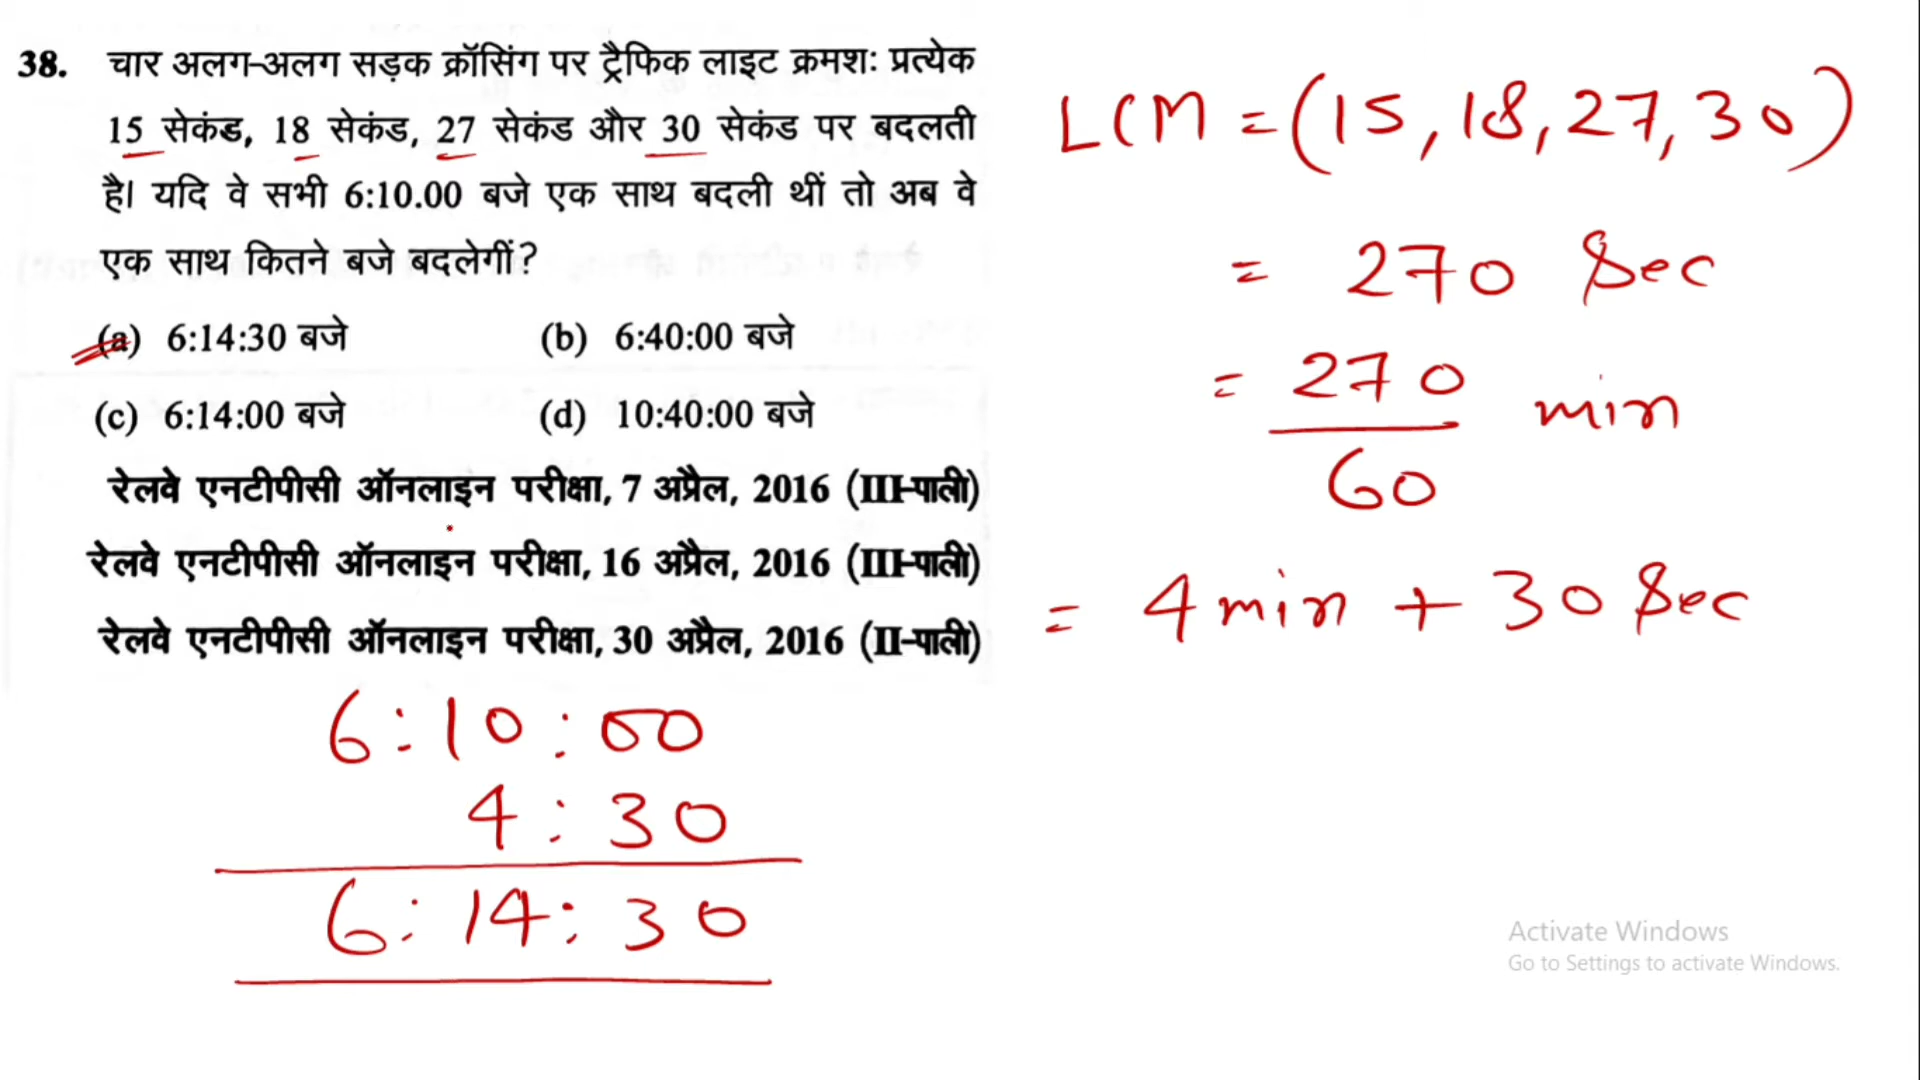 38. चार अलग-अलग सड़क क्रॉसिंग पर ट्रैफिक लाइट क्रमशः प्रत्येक
15 सेकंड, 18 सेकंड, 27 सेकंड और 30 सेकंड पर बदलती
है। यदि वे सभी 6:10.00 बजे एक साथ बदली थीं तो अब वे
एक साथ कितने बजे बदलेगीं?
(a) 6:14:30 बजे (b) 6:40:00 बजे
(c) 6:14:00 बजे (d) 10:40:00 बजे
रेलवे एनटीपीसी ऑनलाइन परीक्षा, 7 अप्रैल, 2016 (III-पाली)
रेलवे एनटीपीसी ऑनलाइन परीक्षा, 16 अप्रैल, 2016 (III-पाली)
रेलवे एनटीपीसी ऑनलाइन परीक्षा, 30 अप्रैल, 2016 (II-पाली)
6:10:00
4:30
6:14:30
LCM = (15, 18, 27, 30)
= 270 Sec
= 270 min
60
= 4 min + 30 Sec
Activate Windows
Go to Settings to activate Windows.